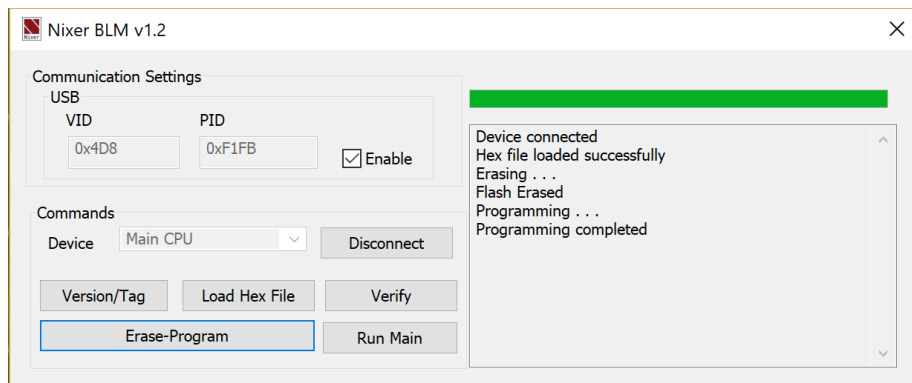 Nixer BLM v1.2
Communication Settings
USB
VID
PID
0x4D8
0xF1FB
Enable
Commands
Device
Main CPU
Disconnect
Version/Tag
Load Hex File
Verify
Erase-Program
Run Main
Device connected
Hex file loaded successfully
Erasing . . .
Flash Erased
Programming . . .
Programming completed